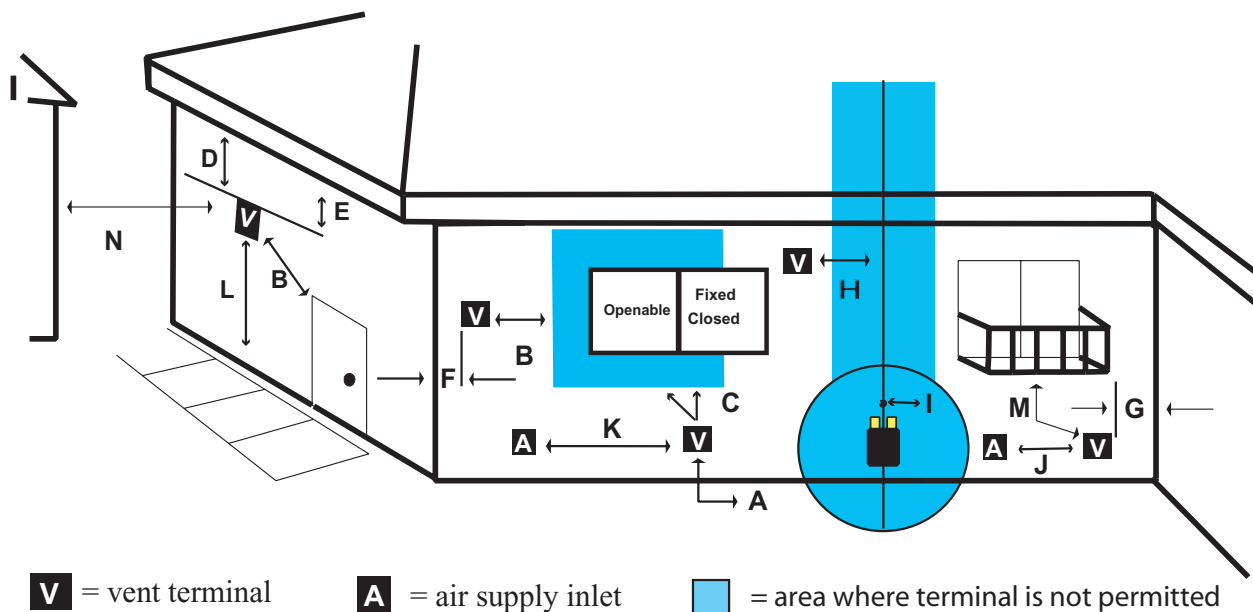 I
D
V
E
N
B
L
V
H
Openable
Fixed
Closed
V
B
F
C
I
M
G
A
K
V
A
V
J
A
V = vent terminal
A = air supply inlet
= area where terminal is not permitted